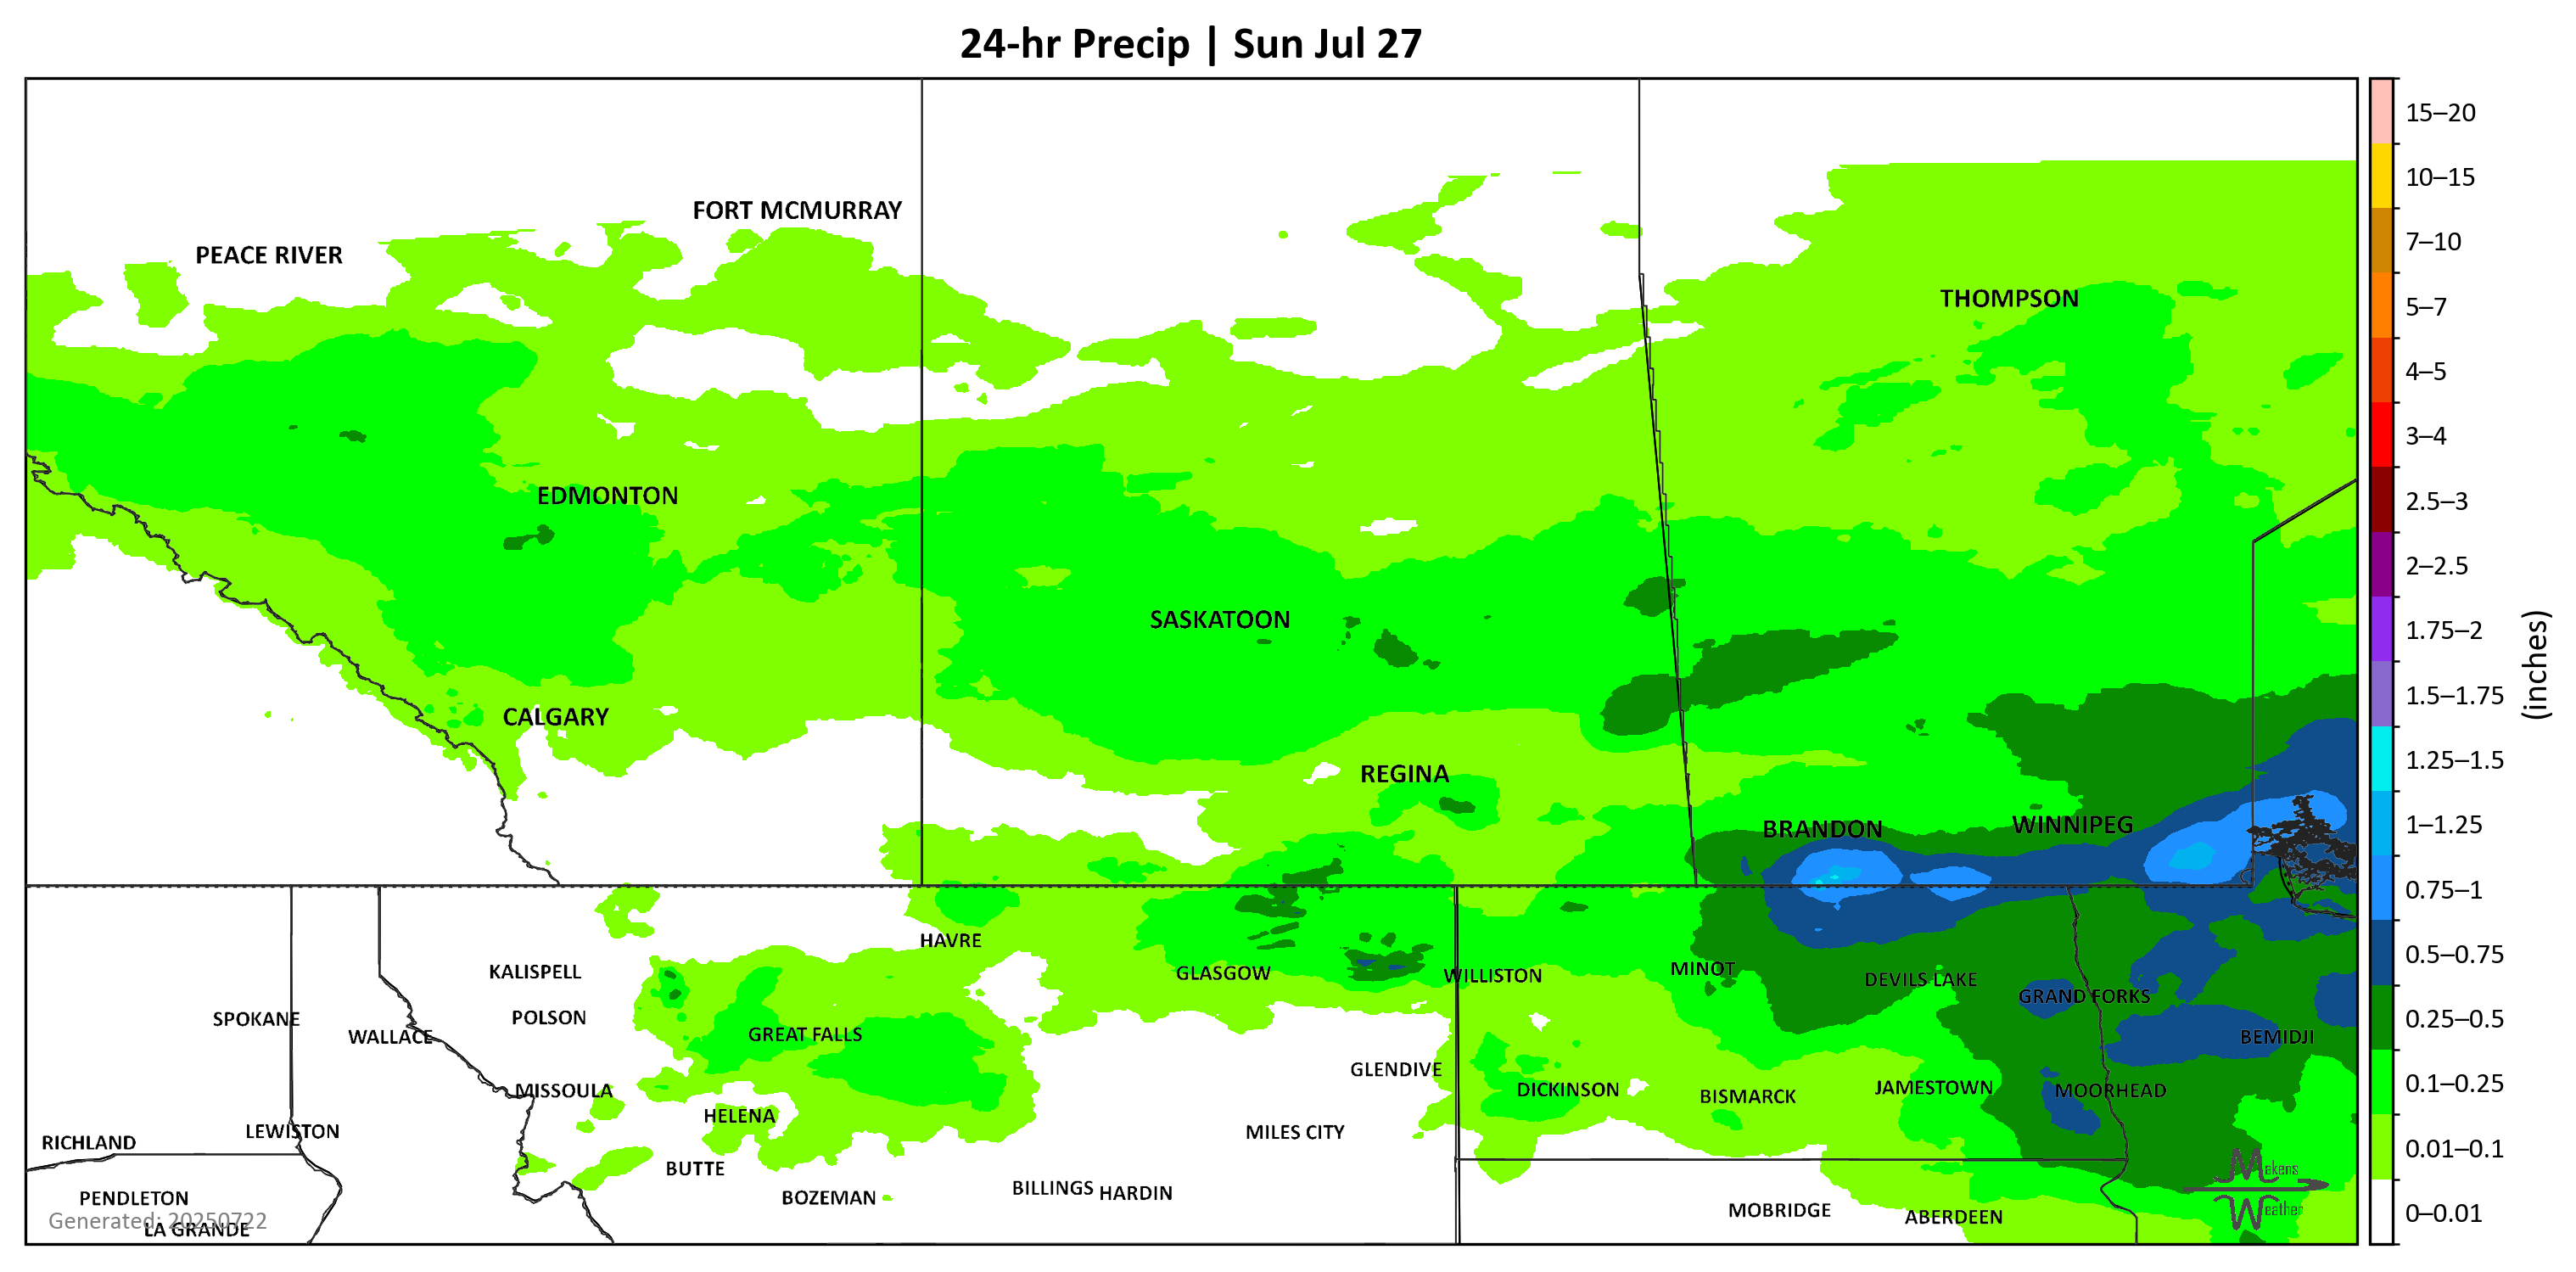 24-hr Precip | Sun Jul 27
15–20
FORT MCMURRAY
10–15
PEACE RIVER
7–10
THOMPSON
5–7
4–5
3–4
EDMONTON
2.5–3
2–2.5
SASKATOON
1.75–2
(inches)
1.5–1.75
CALGARY
1.25–1.5
REGINA
BRANDON
WINNIPEG
1–1.25
0.75–1
HAVRE
0.5–0.75
KALISPELL
GLASGOW
WILLISTON
MINOT
DEVILS LAKE
GRAND FORKS
SPOKANE
POLSON
0.25–0.5
WALLACE
GREAT FALLS
BEMIDJI
GLENDIVE
0.1–0.25
MISSOULA
DICKINSON
BISMARCK
JAMESTOWN
MOORHEAD
HELENA
RICHLAND
LEWISTON
MILES CITY
0.01–0.1
BUTTE
Mekens
PENDLETON
BOZEMAN
BILLINGS
HARDIN
Weather
MOBRIDGE
ABERDEEN
0–0.01
Generated: 20250722
LA GRANDE